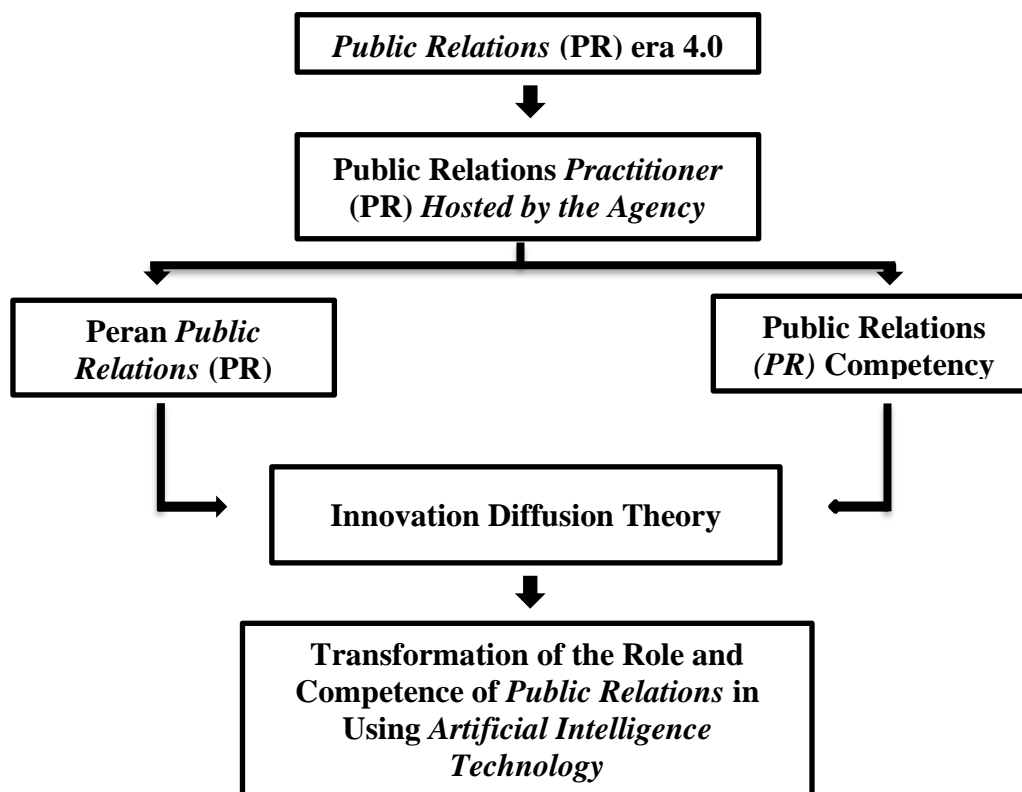 Public Relations (PR) era 4.0
Public Relations Practitioner
(PR) Hosted by the Agency
Peran Public
Relations (PR)
Public Relations
(PR) Competency
Innovation Diffusion Theory
Transformation of the Role and
Competence of Public Relations in
Using Artificial Intelligence
Technology